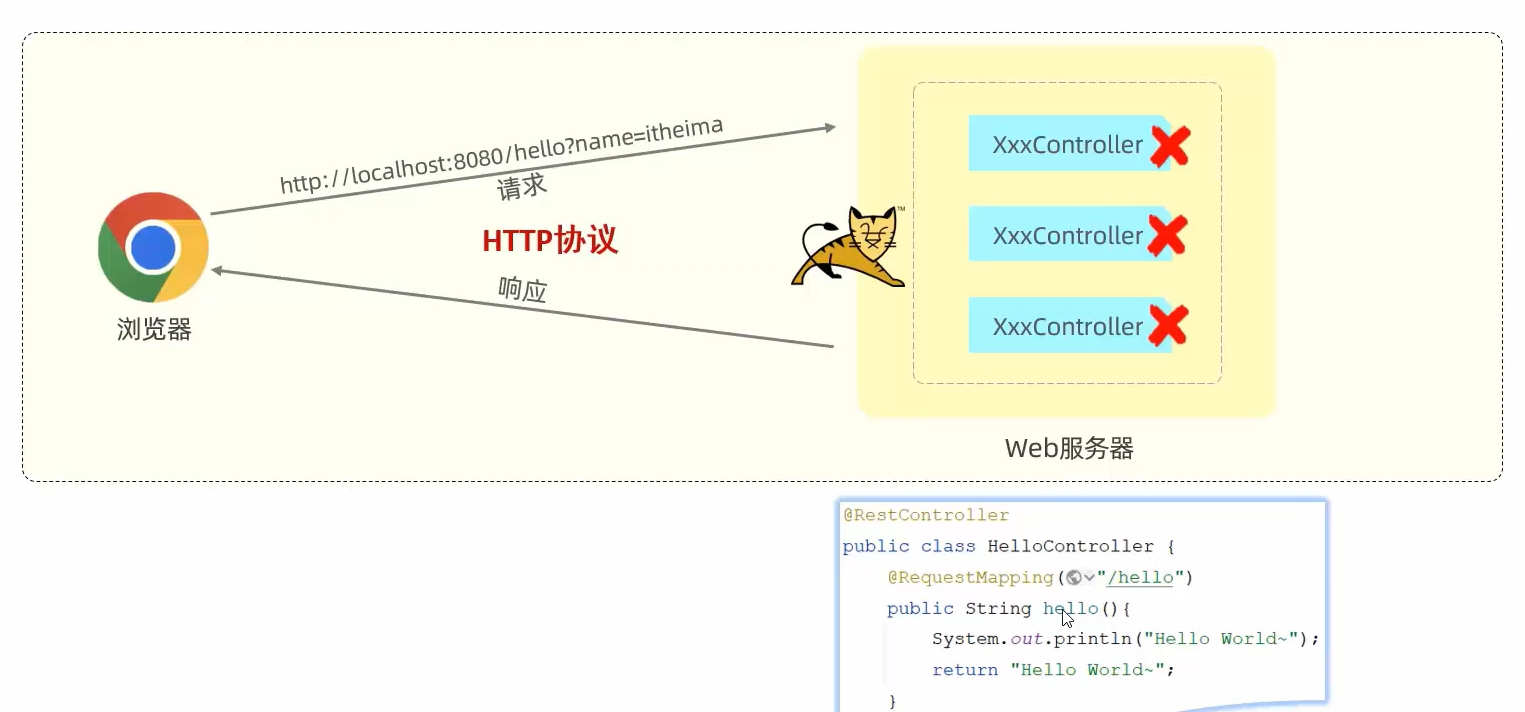 http://localhost:8080/hello?name=itheima
请求
HTTP协议
响应
浏览器
XxxController
XxxController
XxxController
TM
Web服务器
@RestController
public class HelloController {
@RequestMapping("/hello")
public String hello(){
System.out.println("Hello World~");
return "Hello World~";
}